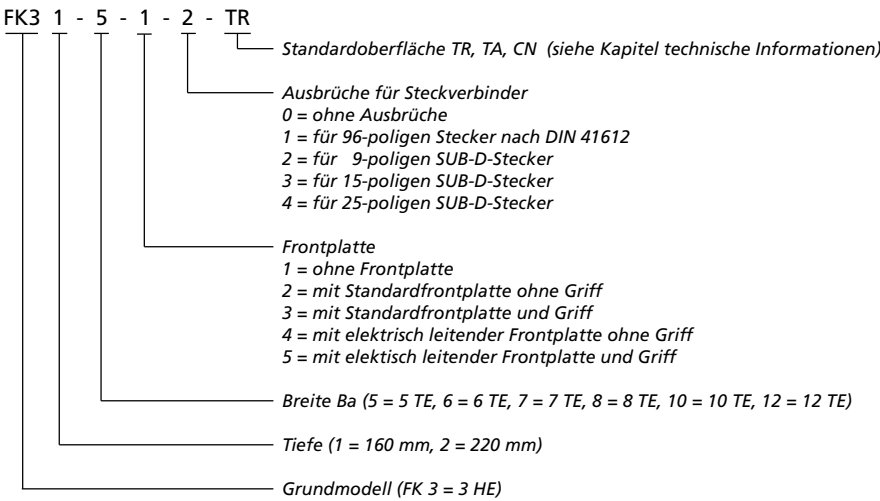 FK3 1 - 5 - 1 - 2 - TR
Standardoberfläche TR, TA, CN (siehe Kapitel technische Informationen)
Ausbrüche für Steckverbinder
0 = ohne Ausbrüche
1 = für 96-poligen Stecker nach DIN 41612
2 = für 9-poligen SUB-D-Stecker
3 = für 15-poligen SUB-D-Stecker
4 = für 25-poligen SUB-D-Stecker
Frontplatte
1 = ohne Frontplatte
2 = mit Standardfrontplatte ohne Griff
3 = mit Standardfrontplatte und Griff
4 = mit elektrisch leitender Frontplatte ohne Griff
5 = mit elektisch leitender Frontplatte und Griff
Breite Ba (5 = 5 TE, 6 = 6 TE, 7 = 7 TE, 8 = 8 TE, 10 = 10 TE, 12 = 12 TE)
Tiefe (1 = 160 mm, 2 = 220 mm)
Grundmodell (FK 3 = 3 HE)